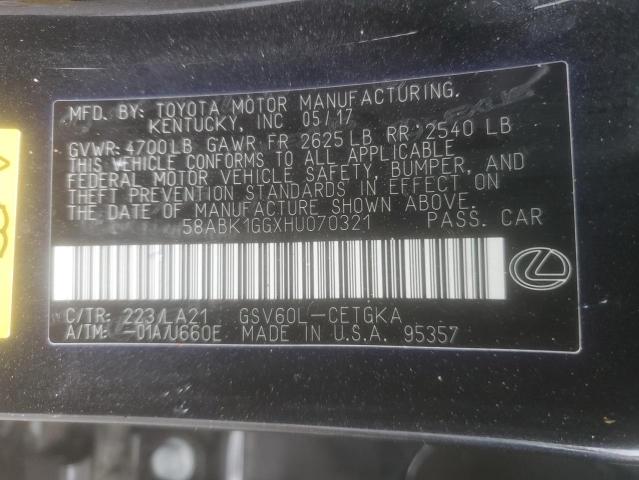 MFD. BY: TOYOTA MOTOR MANUFACTURING,
KENTUCKY, INC 05/17
GVWR: 4700LB GAWR FR 2625 LB RR 2540 LB
THIS VEHICLE CONFORMS TO ALL APPLICABLE
FEDERAL MOTOR VEHICLE SAFETY, BUMPER, AND
THEFT PREVENTION STANDARDS IN EFFECT ON
THE DATE OF MANUFACTURE SHOWN ABOVE.
58ABK1GGXHU070321 PASS. CAR
C/TR: 223/LA21 GSV60L-CETGKA
A/TM: -01A/U660E MADE IN U.S.A. 95357